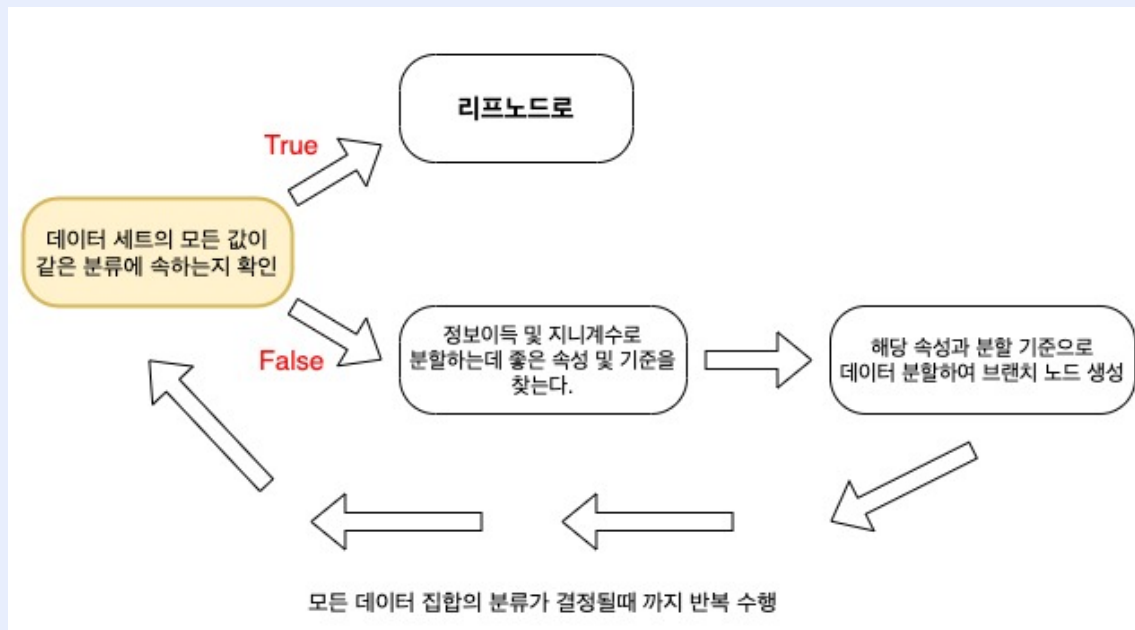 리프노드로
True
데이터 세트의 모든 값이
같은 분류에 속하는지 확인
False
정보이득 및 지니계수로
분할하는데 좋은 속성 및 기준을
찾는다.
해당 속성과 분할 기준으로
데이터 분할하여 브랜치 노드 생성
모든 데이터 집합의 분류가 결정될때 까지 반복 수행